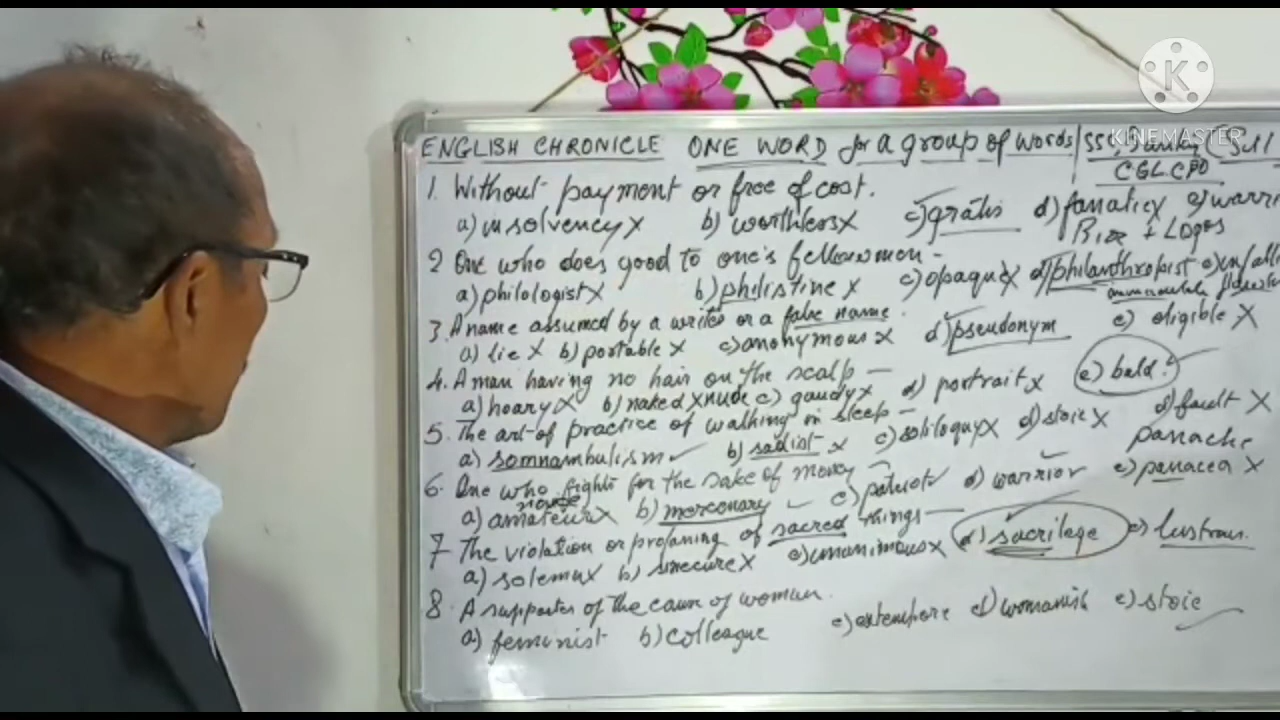 KINEMASTER
ENGLISH CHRONICLE ONE WORD for a group of words/SSC,
CGL CPO
1. Without payment or free of cost.
a) insolvency X b) worthless X c) gratis d) fanatic X e) warri
+ Logos
2 One who does good to one's fellowmen -
a) philologist X b) philistine X c) opaque X d) philanthropist e) infalli
3. A name assumed by a writer or a false name.
a) lie X b) portable X c) anonymous X d) pseudonym e) eligible X
4. A man having no hair on the scalp -
a) hoary X b) naked X nude c) gaudy X d) portrait X e) bald.
5. The art of practice of walking in sleep -
a) somnambulism b) sadist X c) soliloquy X d) stoic X d) fault X
panache
6. One who fights for the sake of money -
novice
a) amateur X b) merconary c) patriot d) warrior e) panacea X
7 The violation or profaning of sacred things -
a) solemn X b) sinecure X c) unanimous X d) sacrilege e) lustrous.
8. A supporter of the cause of woman.
a) feminist b) colleague c) extempore d) womanish e) stoic